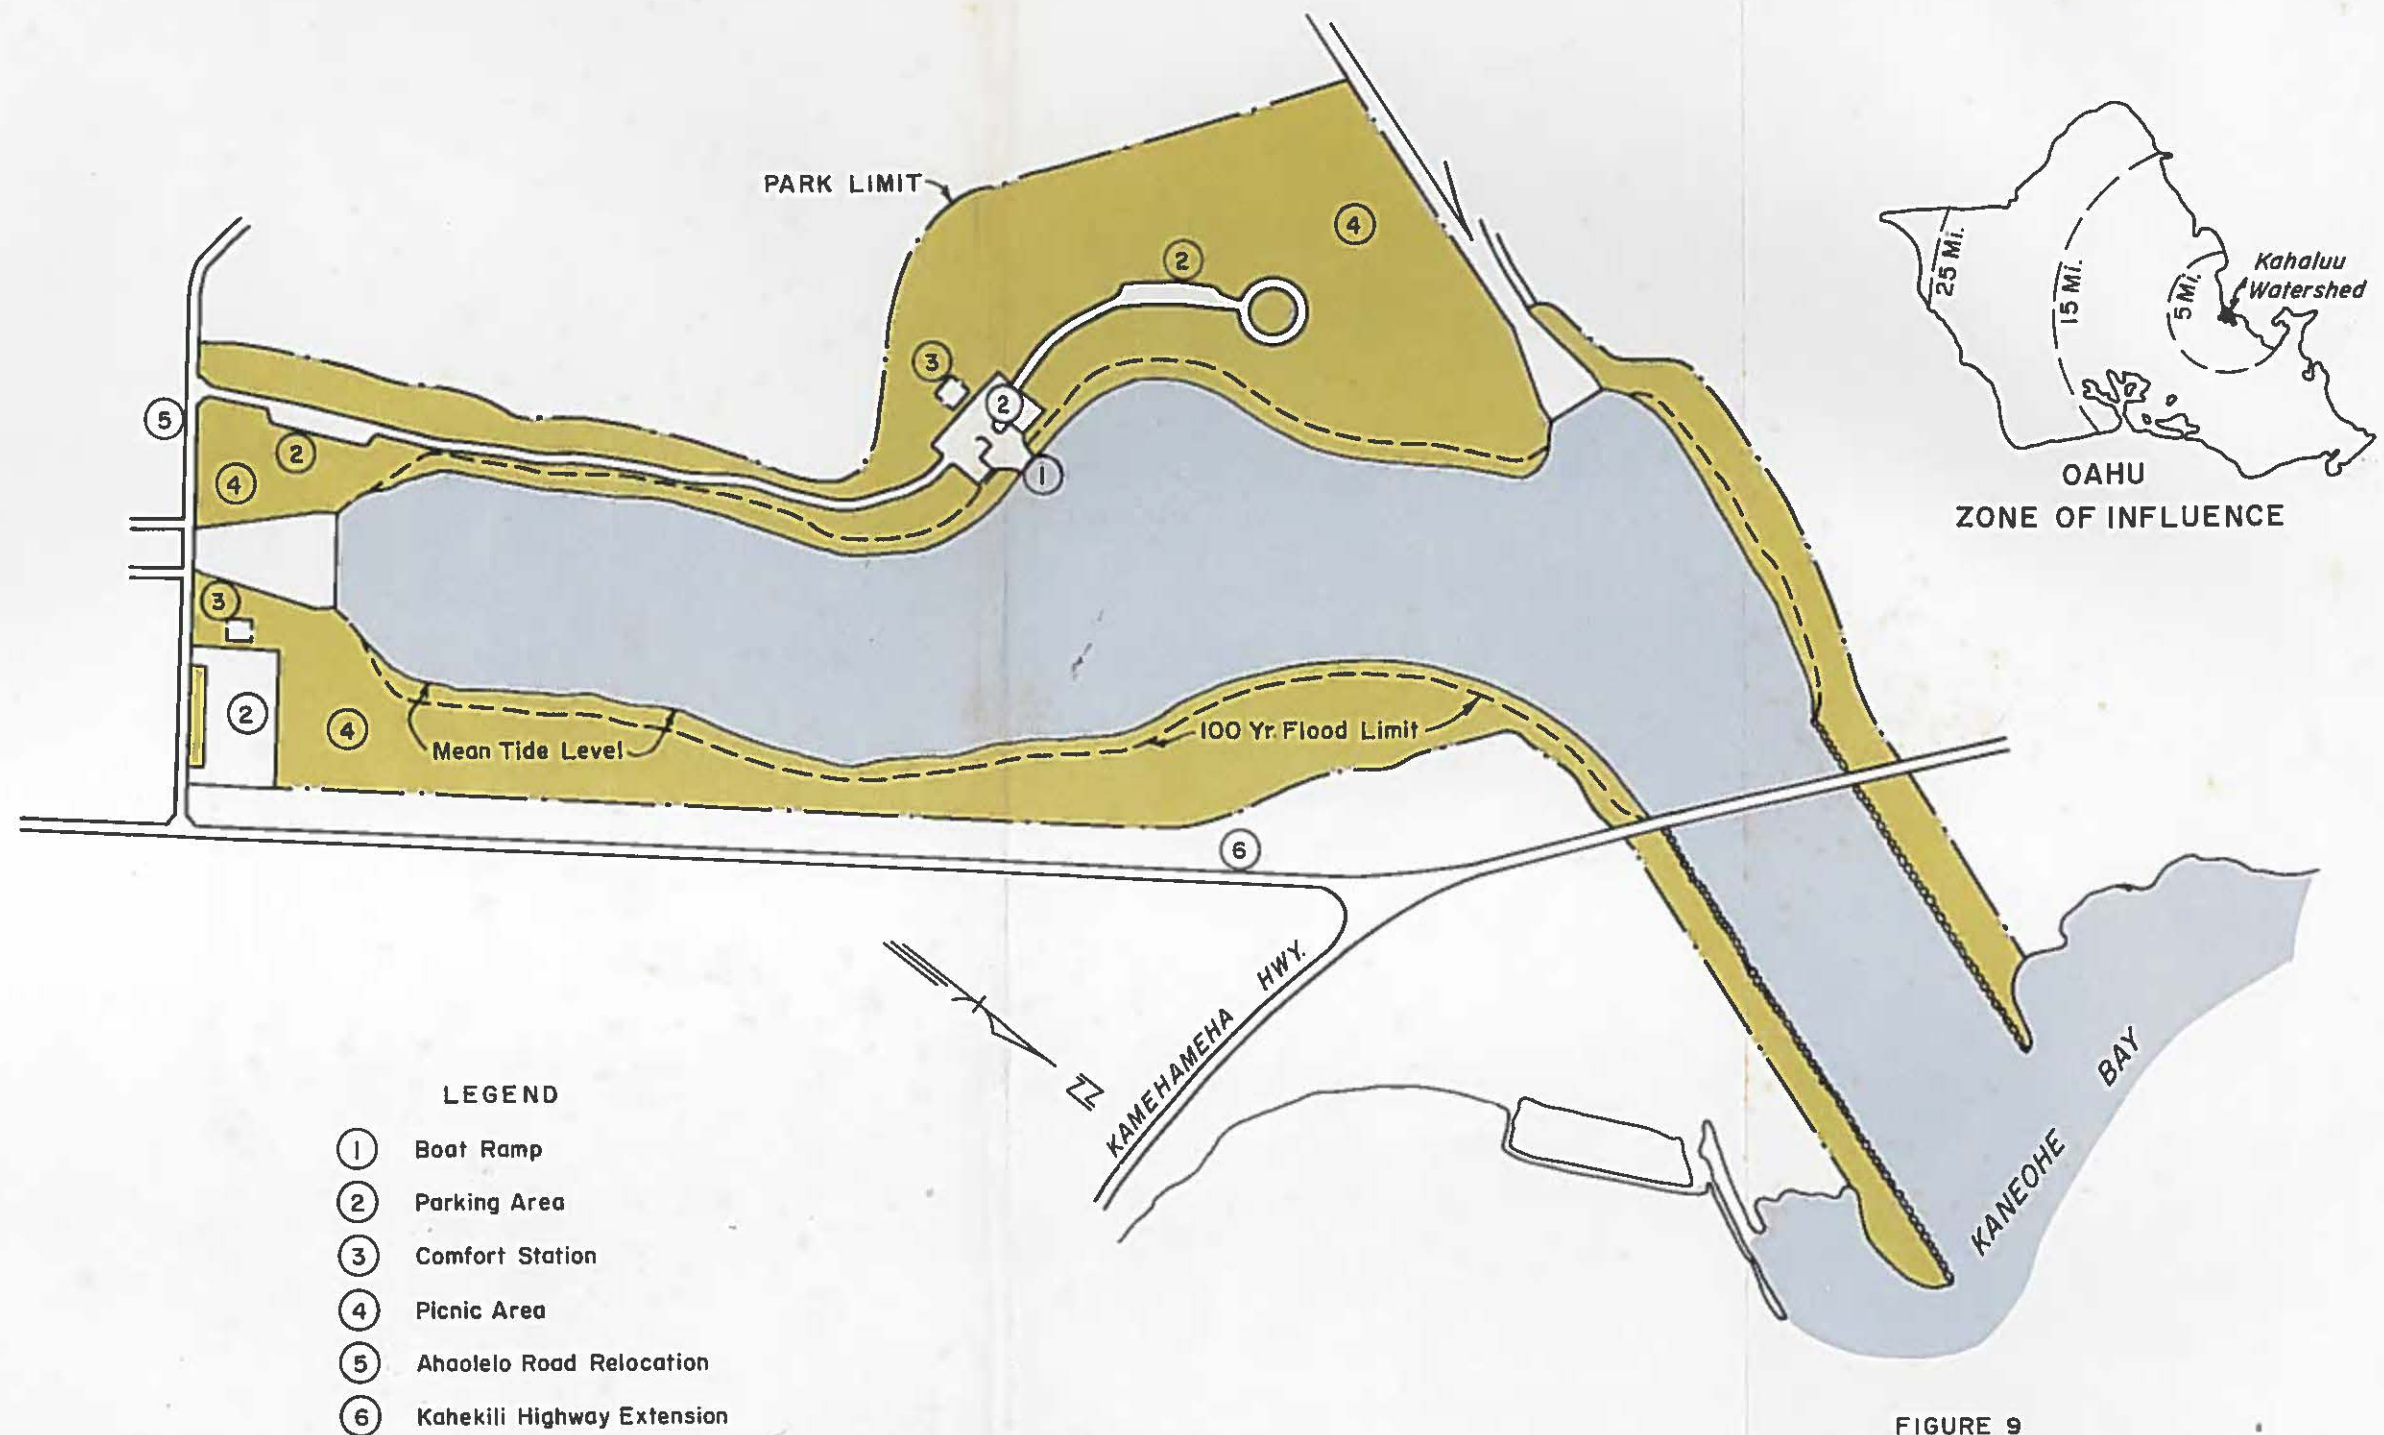 PARK LIMIT
4
2
3
2
1
5
2
4
3
2
4
Mean Tide Level
100 Yr. Flood Limit
6
KAMEHAMEHA HWY.
N
KANEOHE BAY
25 Mi.
15 Mi.
5 Mi.
Kahaluu
Watershed
OAHU
ZONE OF INFLUENCE
LEGEND
1 Boat Ramp
2 Parking Area
3 Comfort Station
4 Picnic Area
5 Ahaolelo Road Relocation
6 Kahekili Highway Extension
FIGURE 9